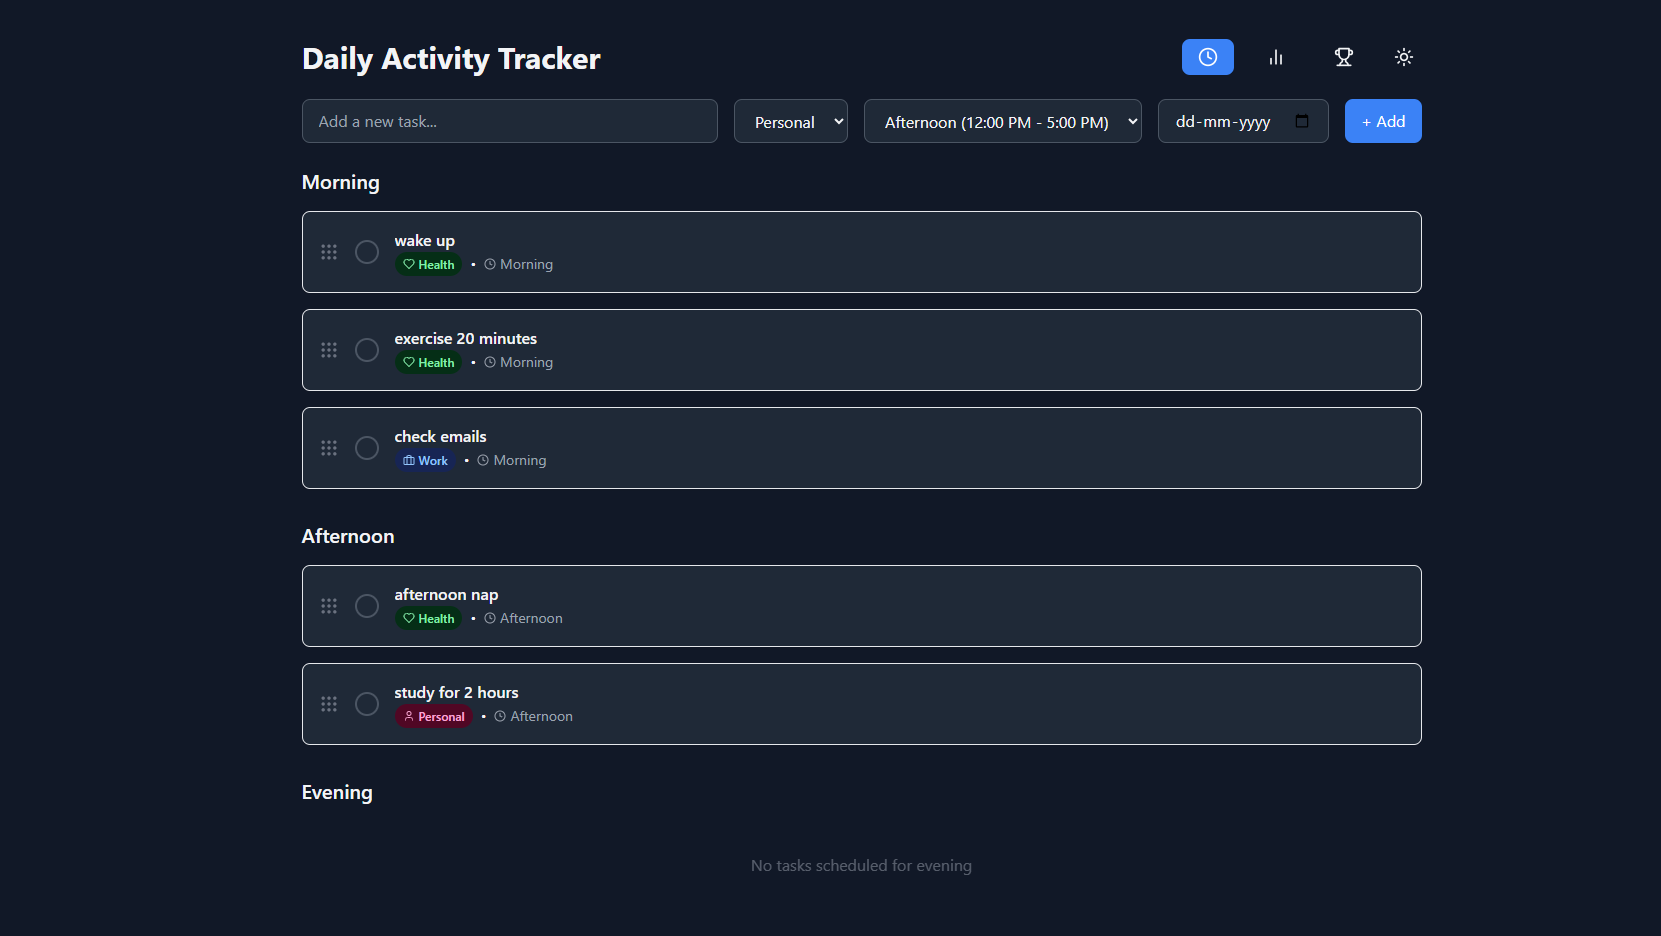 Daily Activity Tracker
Add a new task...
Personal
Afternoon (12:00 PM - 5:00 PM)
dd-mm-yyyy
+ Add
Morning
wake up
Health • Morning
exercise 20 minutes
Health • Morning
check emails
Work • Morning
Afternoon
afternoon nap
Health • Afternoon
study for 2 hours
Personal • Afternoon
Evening
No tasks scheduled for evening